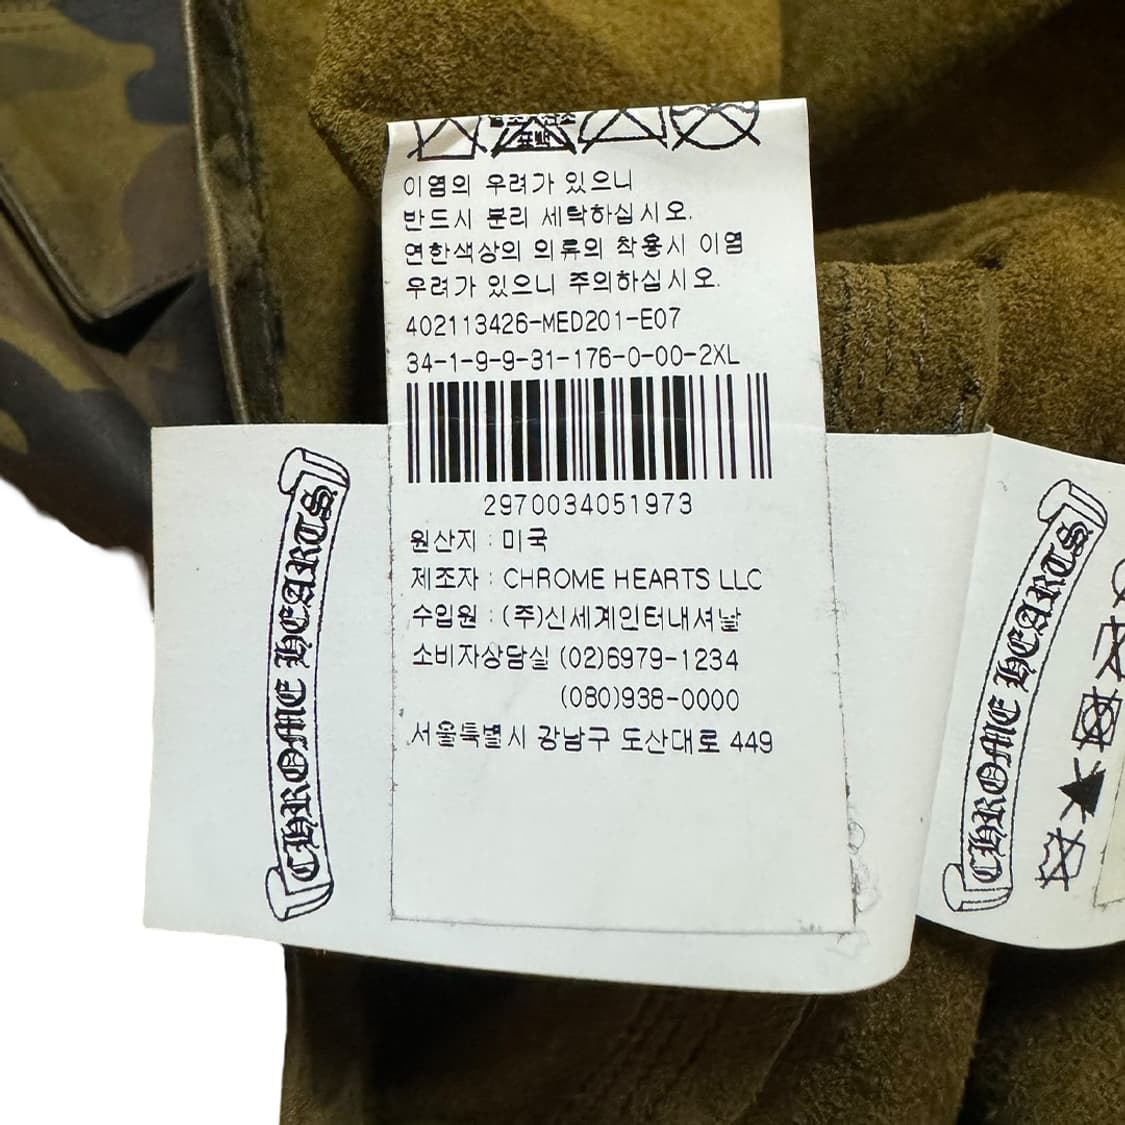 표백
이염의 우려가 있으니
반드시 분리 세탁하십시오.
연한색상의 의류의 착용시 이염
우려가 있으니 주의하십시오.
402113426-MED201-E07
34-1-9-9-31-176-0-00-2XL
2970034051973
원산지 : 미국
제조자 : CHROME HEARTS LLC
수입원 : (주)신세계인터내셔날
소비자상담실 (02)6979-1234
(080)938-0000
서울특별시 강남구 도산대로 449
CHROME HEARTS
CHROME HEARTS